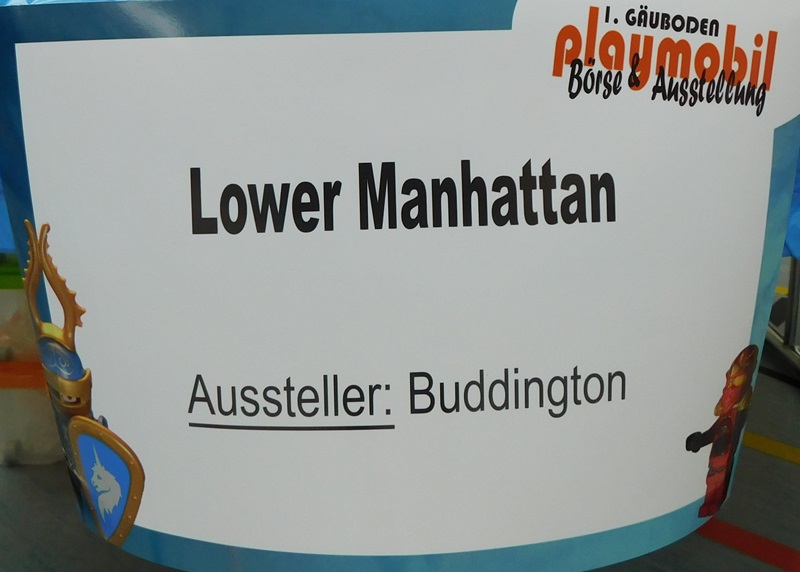 1. GÄUBODEN
playmobil
Börse & Ausstellung
Lower Manhattan
Aussteller: Buddington